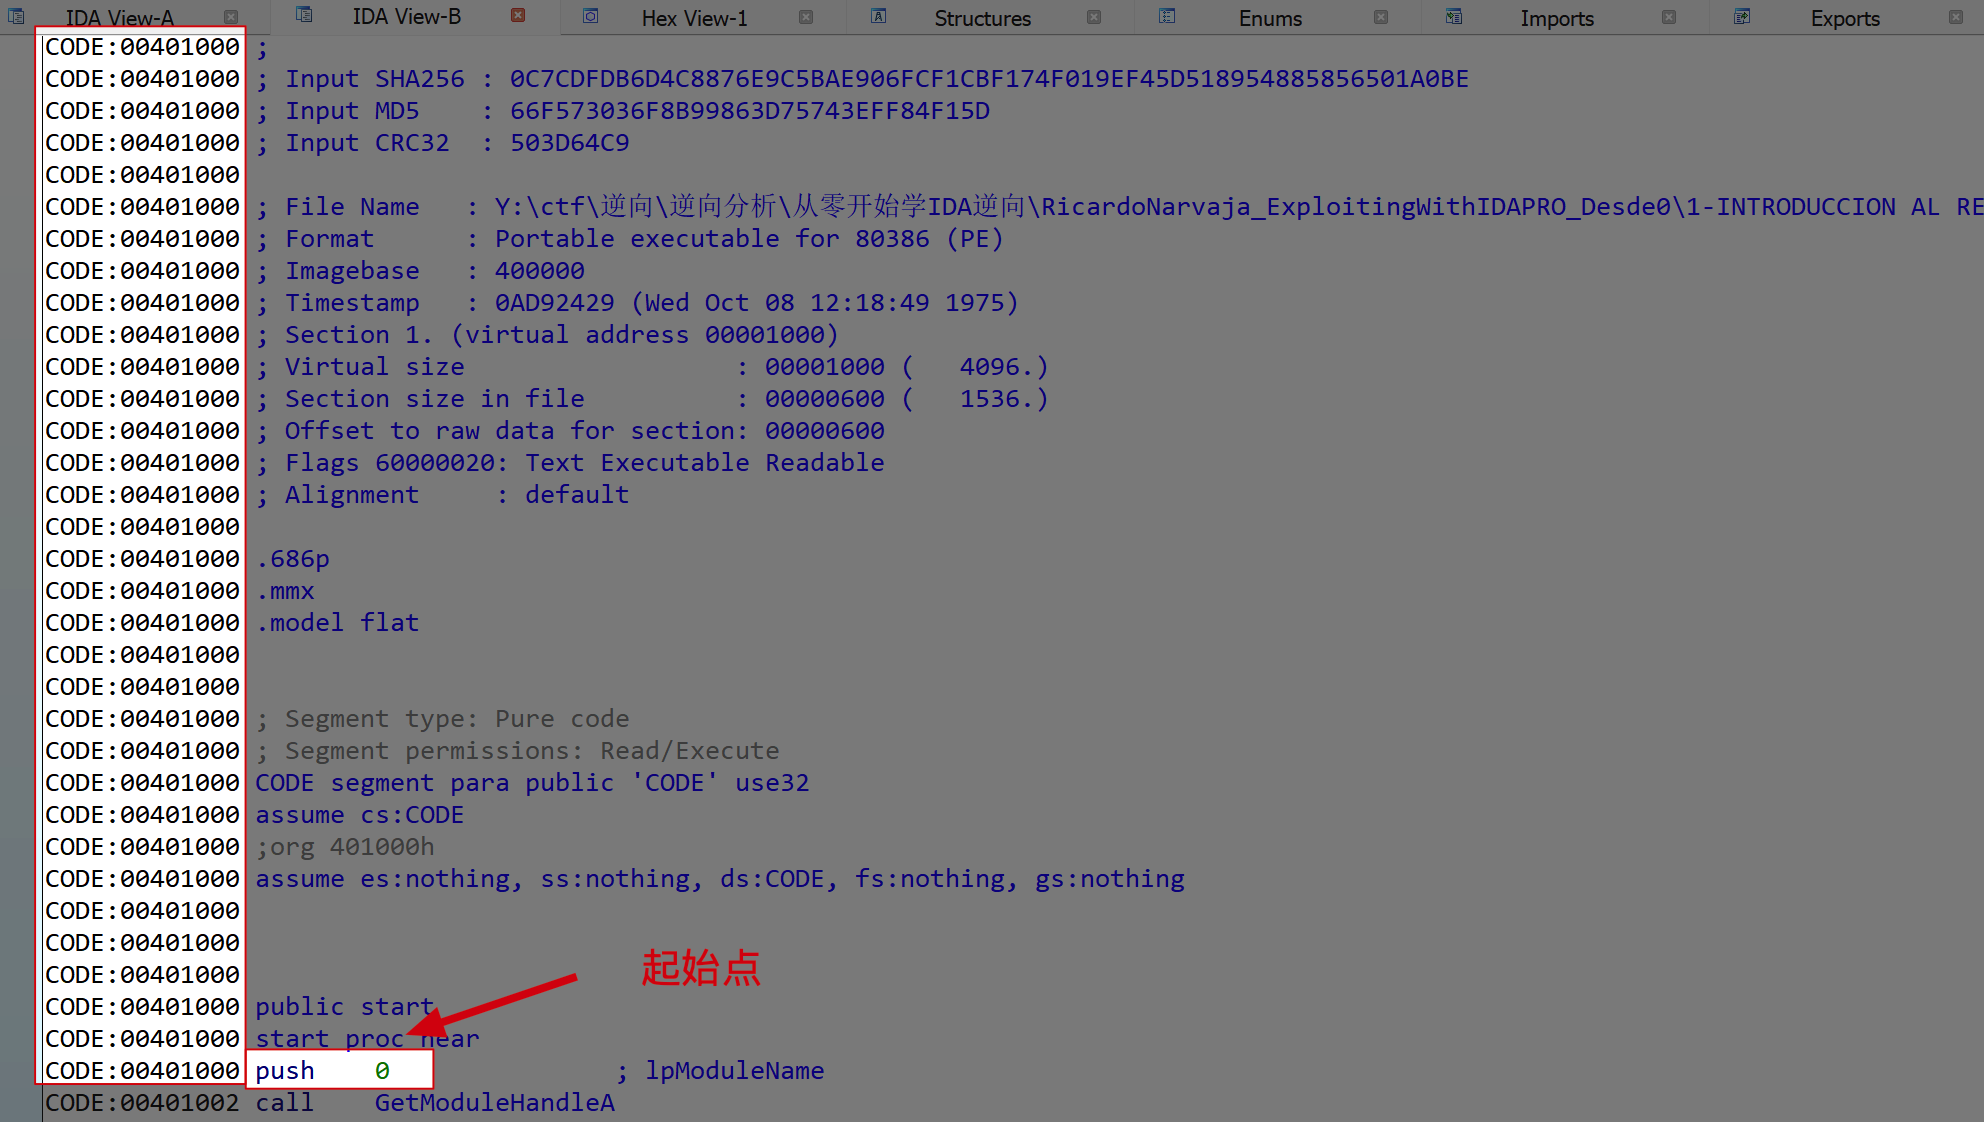 IDA View-A IDA View-B Hex View-1 Structures Enums Imports Exports
CODE:00401000 ;
CODE:00401000 ; Input SHA256 : 0C7CDFDB6D4C8876E9C5BAE906FCF1CBF174F019EF45D518954885856501A0BE
CODE:00401000 ; Input MD5    : 66F573036F8B99863D75743EFF84F15D
CODE:00401000 ; Input CRC32  : 503D64C9
CODE:00401000
CODE:00401000 ; File Name   : Y:\ctf\逆向\逆向分析\从零开始学IDA逆向\RicardoNarvaja_ExploitingWithIDAPRO_Desde0\1-INTRODUCCION AL RE
CODE:00401000 ; Format      : Portable executable for 80386 (PE)
CODE:00401000 ; Imagebase   : 400000
CODE:00401000 ; Timestamp   : 0AD92429 (Wed Oct 08 12:18:49 1975)
CODE:00401000 ; Section 1. (virtual address 00001000)
CODE:00401000 ; Virtual size                  : 00001000 (   4096.)
CODE:00401000 ; Section size in file          : 00000600 (   1536.)
CODE:00401000 ; Offset to raw data for section: 00000600
CODE:00401000 ; Flags 60000020: Text Executable Readable
CODE:00401000 ; Alignment     : default
CODE:00401000
CODE:00401000 .686p
CODE:00401000 .mmx
CODE:00401000 .model flat
CODE:00401000
CODE:00401000
CODE:00401000 ; Segment type: Pure code
CODE:00401000 ; Segment permissions: Read/Execute
CODE:00401000 CODE segment para public 'CODE' use32
CODE:00401000 assume cs:CODE
CODE:00401000 ;org 401000h
CODE:00401000 assume es:nothing, ss:nothing, ds:CODE, fs:nothing, gs:nothing
CODE:00401000
CODE:00401000
CODE:00401000
起始点
CODE:00401000 public start
CODE:00401000 start proc near
CODE:00401000 push    0               ; lpModuleName
CODE:00401002 call    GetModuleHandleA